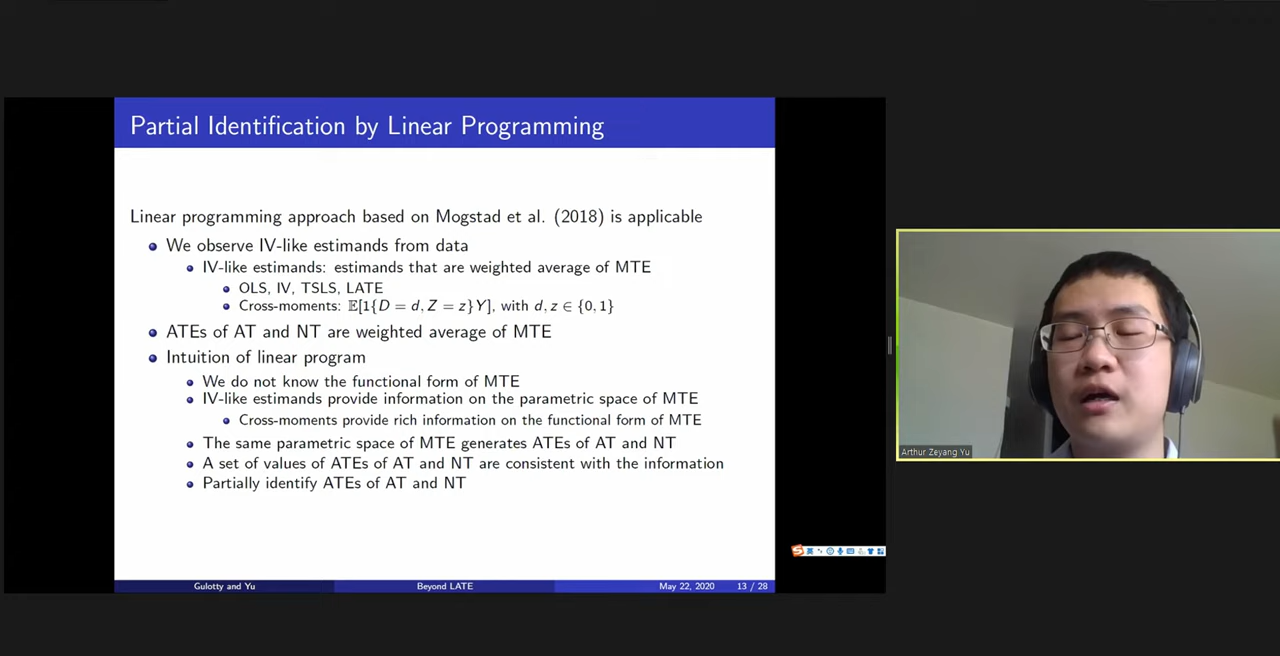 Partial Identification by Linear Programming
Linear programming approach based on Mogstad et al. (2018) is applicable
We observe IV-like estimands from data
IV-like estimands: estimands that are weighted average of MTE
OLS, IV, TSLS, LATE
Cross-moments: 𝔼[1{D = d, Z = z}Y], with d, z ∈ {0, 1}
ATEs of AT and NT are weighted average of MTE
Intuition of linear program
We do not know the functional form of MTE
IV-like estimands provide information on the parametric space of MTE
Cross-moments provide rich information on the functional form of MTE
The same parametric space of MTE generates ATEs of AT and NT
A set of values of ATEs of AT and NT are consistent with the information
Partially identify ATEs of AT and NT
Arthur Zeyang Yu
Gulotty and Yu Beyond LATE May 22, 2020 13 / 28